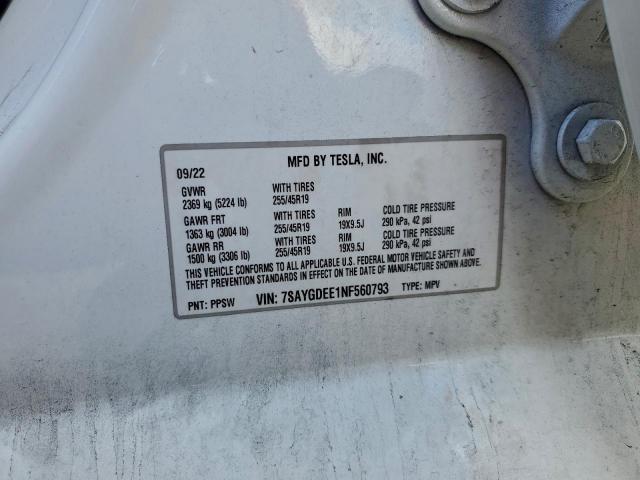 MFD BY TESLA, INC.
09/22
GVWR WITH TIRES
2369 kg (5224 lb) 255/45R19
GAWR FRT WITH TIRES RIM COLD TIRE PRESSURE
1363 kg (3004 lb) 255/45R19 19X9.5J 290 kPa, 42 psi
GAWR RR WITH TIRES RIM COLD TIRE PRESSURE
1500 kg (3306 lb) 255/45R19 19X9.5J 290 kPa, 42 psi
THIS VEHICLE CONFORMS TO ALL APPLICABLE U.S. FEDERAL MOTOR VEHICLE SAFETY AND
THEFT PREVENTION STANDARDS IN EFFECT ON THE DATE OF MANUFACTURE SHOWN ABOVE.
PNT: PPSW VIN: 7SAYGDEE1NF560793 TYPE: MPV